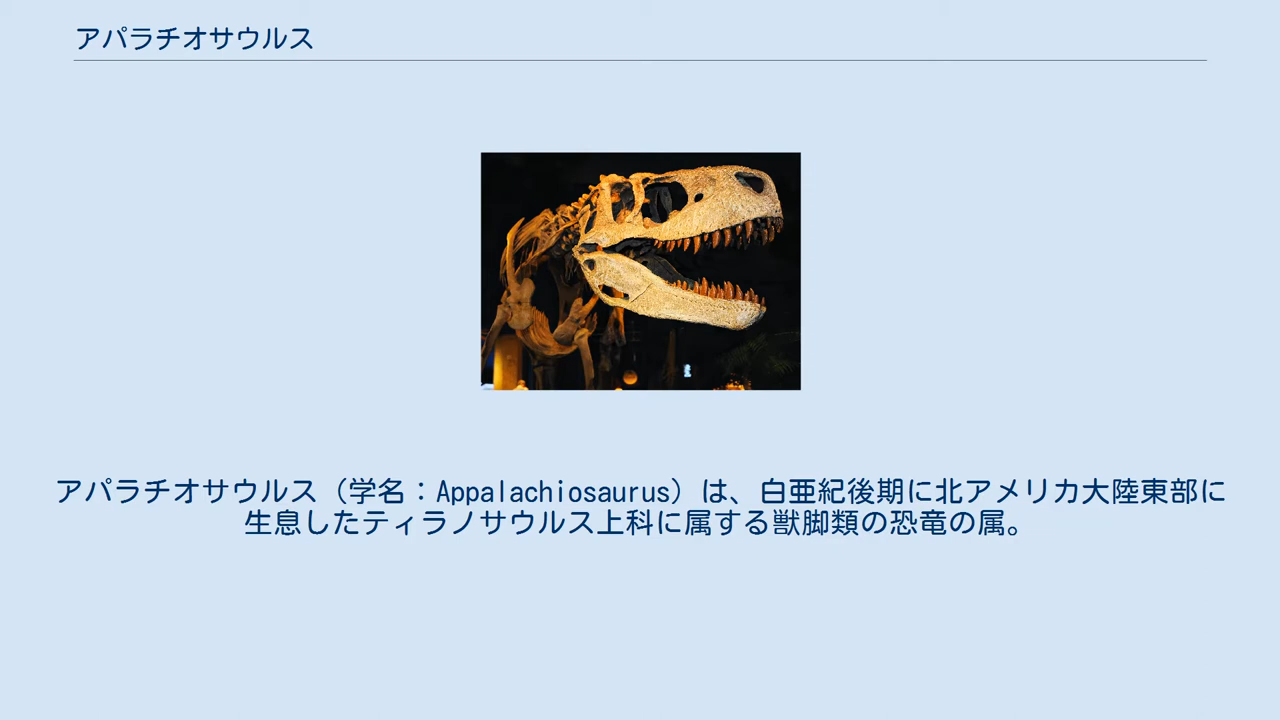 アパラチオサウルス
アパラチオサウルス（学名：Appalachiosaurus）は、白亜紀後期に北アメリカ大陸東部に
生息したティラノサウルス上科に属する獣脚類の恐竜の属。